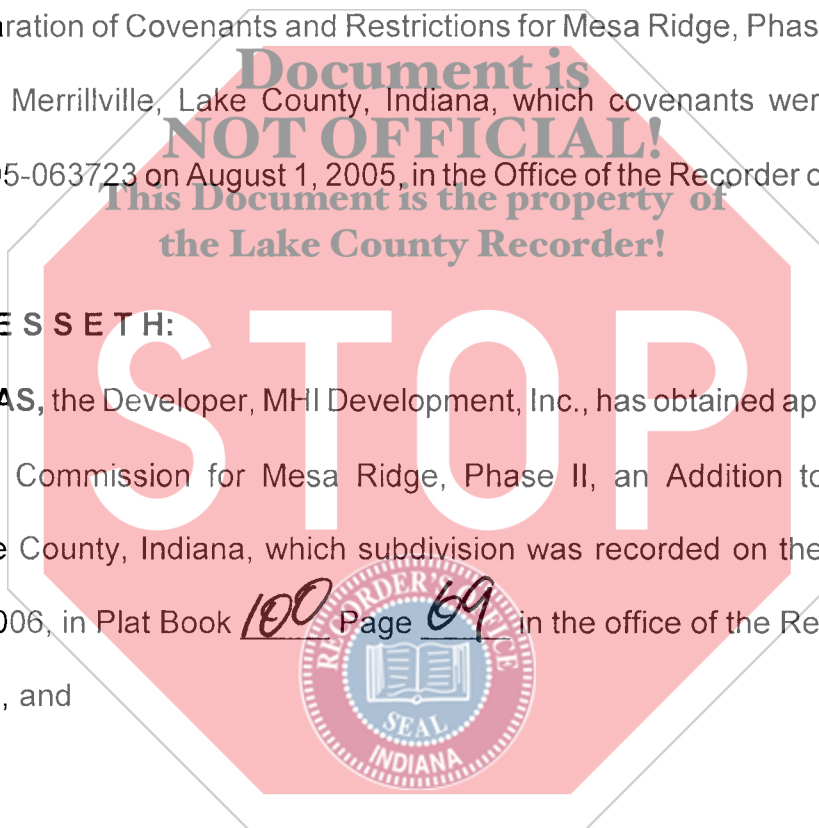 aration of Covenants and Restrictions for Mesa Ridge, Phas
Document is
Merrillville, Lake County, Indiana, which covenants wer
NOT OFFICIAL!
05-063723 on August 1, 2005, in the Office of the Recorder o
This Document is the property of
the Lake County Recorder!
E S S E T H:
STOP
AS, the Developer, MHI Development, Inc., has obtained ap
Commission for Mesa Ridge, Phase II, an Addition to
e County, Indiana, which subdivision was recorded on the
006, in Plat Book 100 Page 69 in the office of the Re
, and
RECORDER'S OFFICE
SEAL
INDIANA